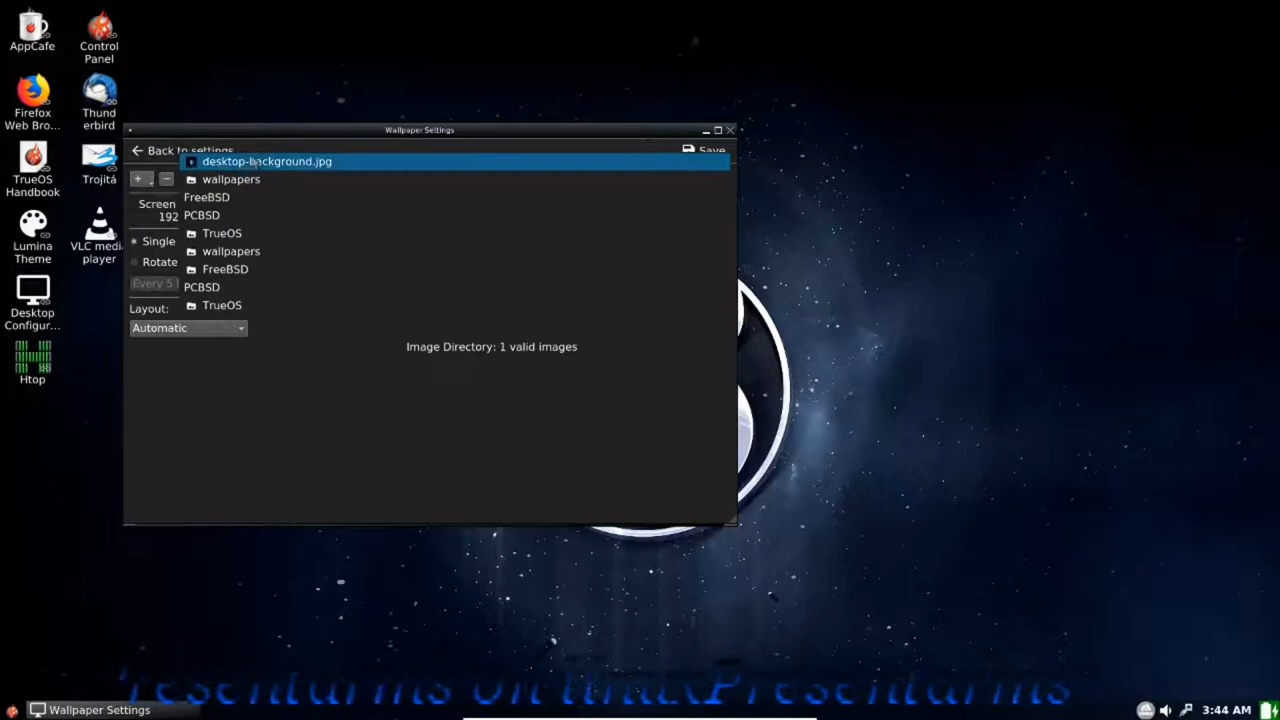 AppCafe
Control
Panel
Firefox
Web Bro...
Thund
erbird
TrueOS
Handbook
Trojitá
Lumina
Theme
VLC medi
player
Desktop
Configur...
Htop
Wallpaper Settings
Back to settings
Save
desktop-background.jpg
wallpapers
FreeBSD
PCBSD
TrueOS
wallpapers
FreeBSD
PCBSD
TrueOS
Screen
192
Single
Rotate
Every 5
Layout:
Automatic
Image Directory: 1 valid images
Wallpaper Settings
3:44 AM